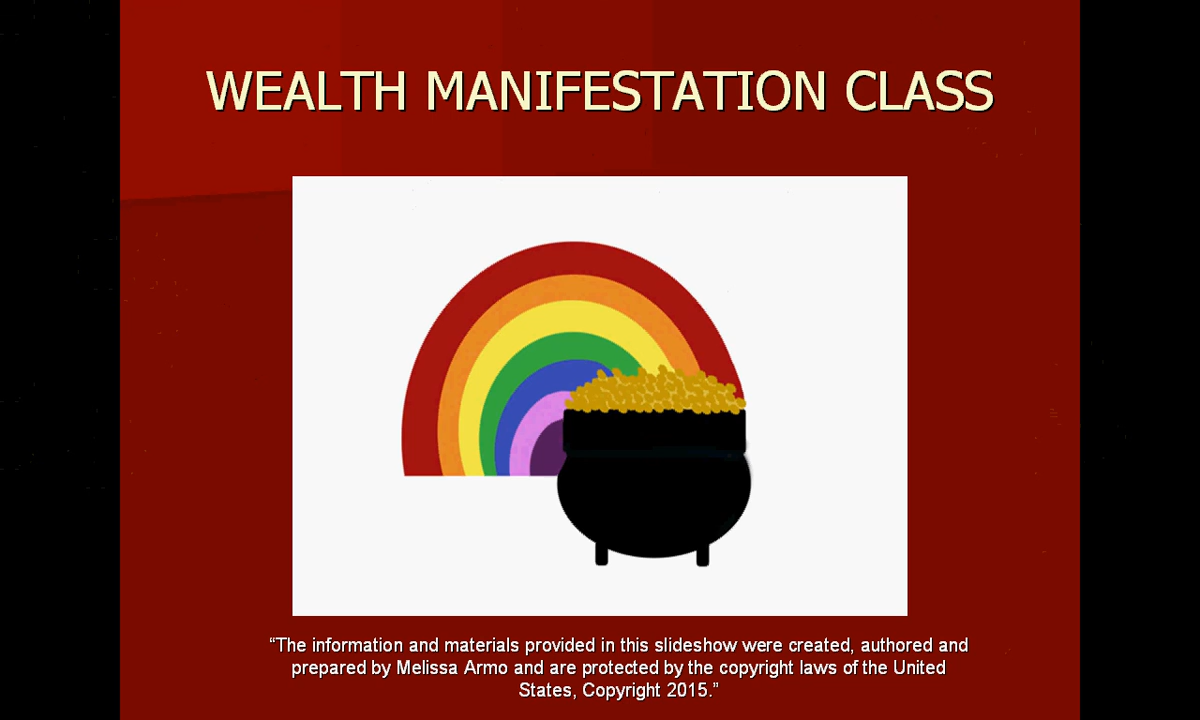 WEALTH MANIFESTATION CLASS
“The information and materials provided in this slideshow were created, authored and
prepared by Melissa Armo and are protected by the copyright laws of the United
States, Copyright 2015.”